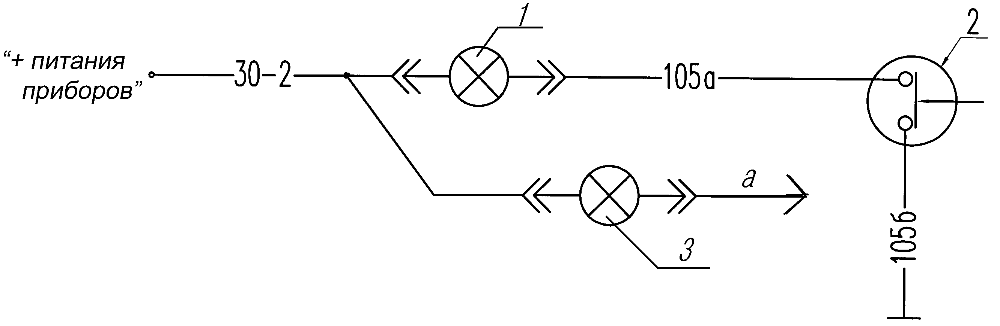 1
2
“+ питания
приборов”
30-2
105а
а
3
105б